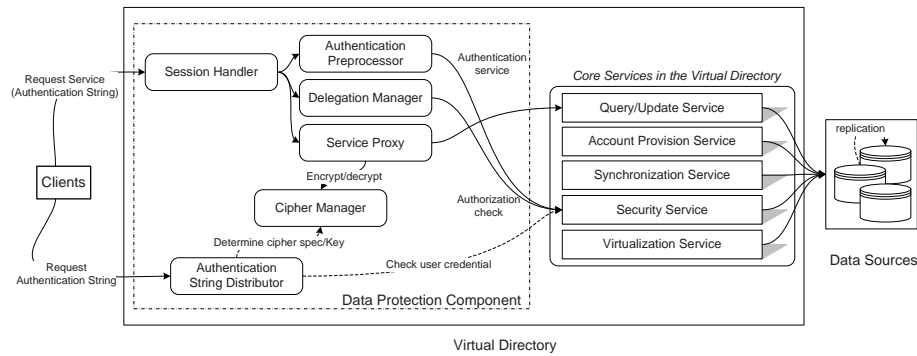 Request Service
(Authentication String)
Clients
Request
Authentication String
Session Handler
Authentication
Preprocessor
Delegation Manager
Service Proxy
Encrypt/decrypt
Cipher Manager
Determine cipher spec/Key
Authentication
String Distributor
Check user credential
Data Protection Component
Authentication
service
Authorization
check
Core Services in the Virtual Directory
Query/Update Service
Account Provision Service
Synchronization Service
Security Service
Virtualization Service
replication
Data Sources
Virtual Directory